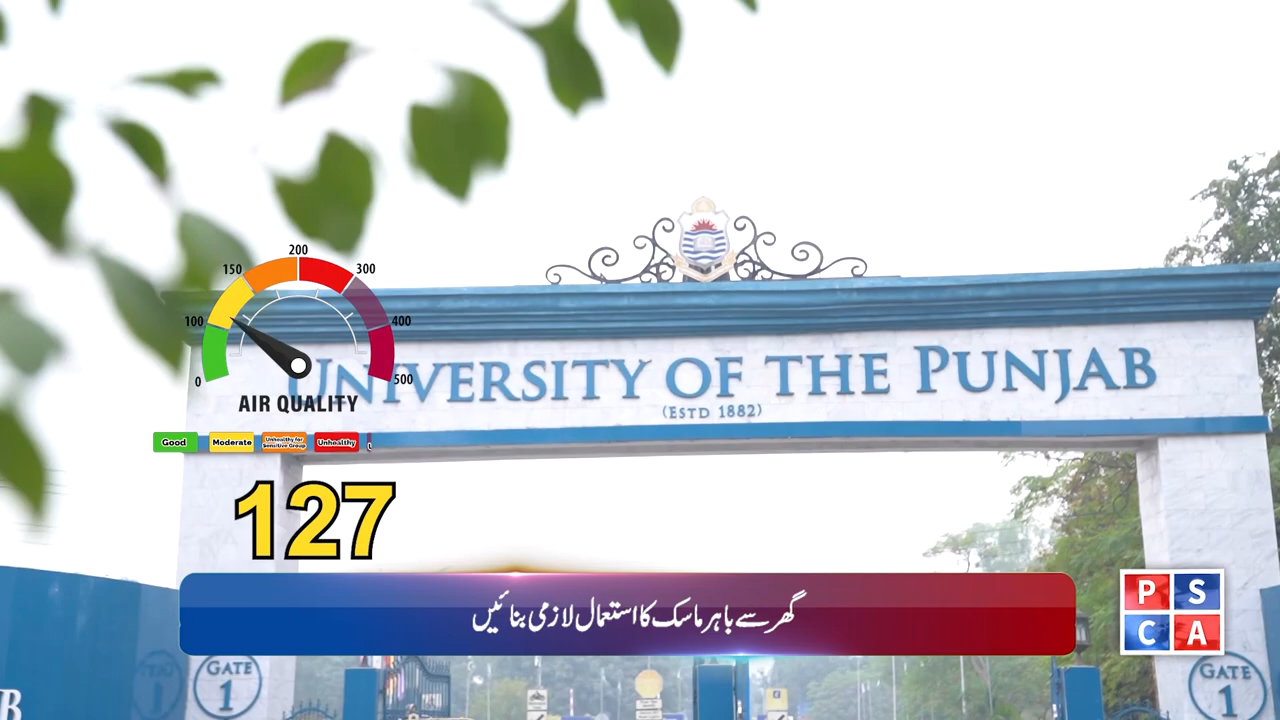 200
150
300
100
400
0
500
AIR QUALITY
UNIVERSITY OF THE PUNJAB
(ESTD 1882)
Good
Moderate
Unhealthy for
Sensitive Group
Unhealthy
127
گھر سے باہر ماسک کا استعمال لازمی بنائیں
P S
C A
GATE
1
GATE
1
B